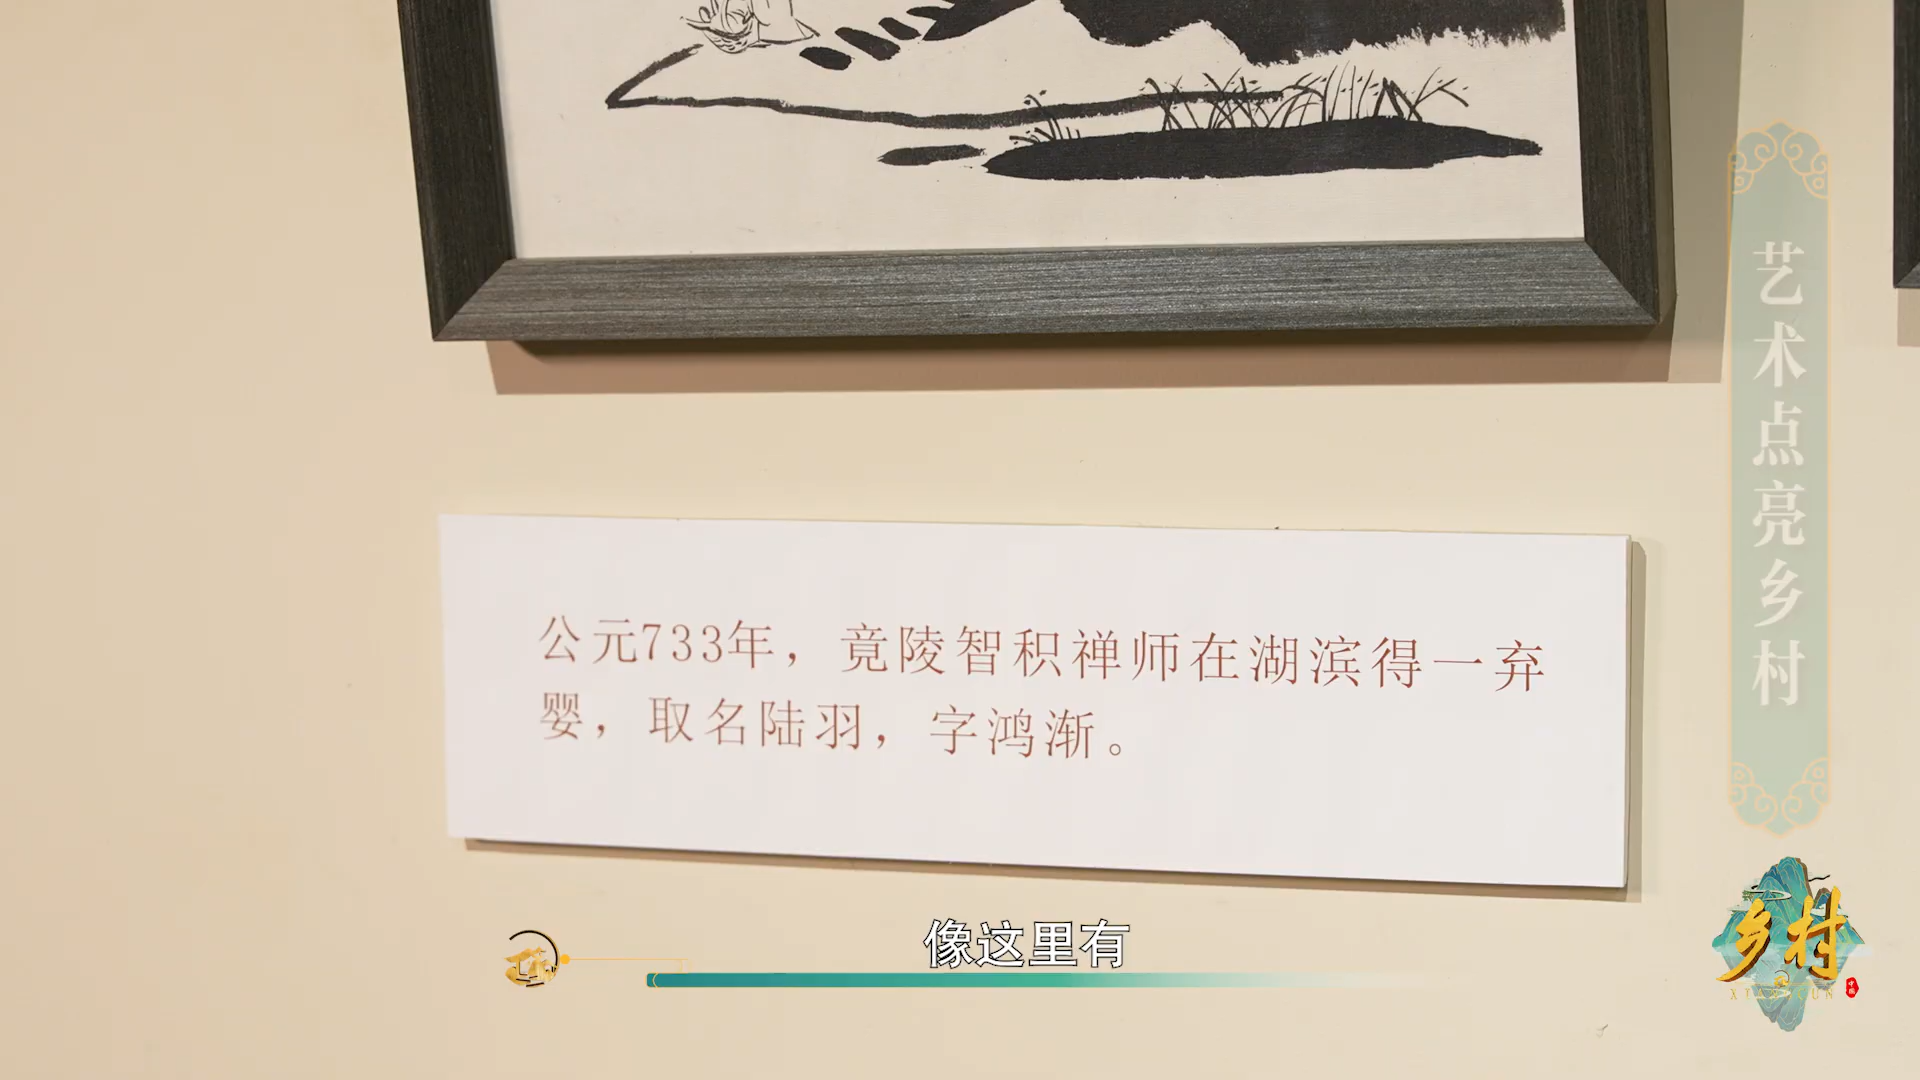 公元733年，竟陵智积禅师在湖滨得一弃
婴，取名陆羽，字鸿渐。
艺术点亮乡村
像这里有
乡村